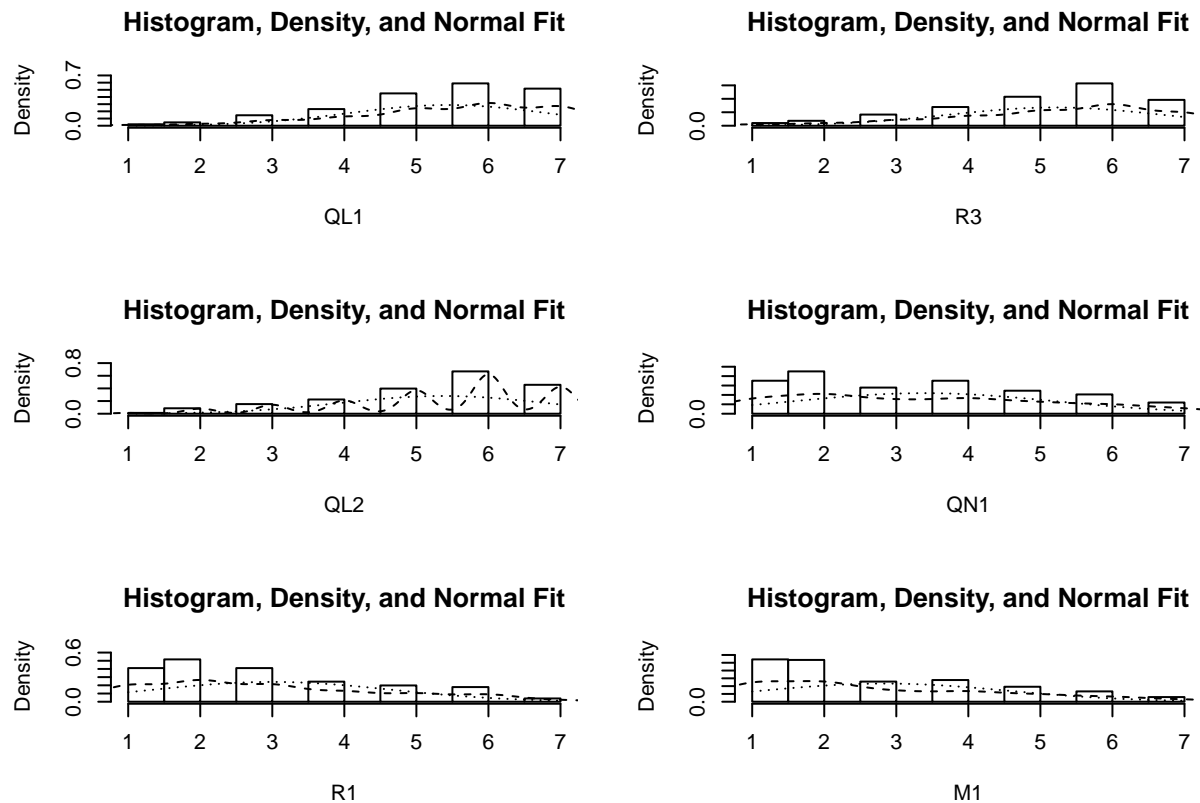 Histogram, Density, and Normal Fit
Density
0.0 0.7
1 2 3 4 5 6 7
QL1
Histogram, Density, and Normal Fit
Density
0.0
1 2 3 4 5 6 7
R3
Histogram, Density, and Normal Fit
Density
0.0 0.8
1 2 3 4 5 6 7
QL2
Histogram, Density, and Normal Fit
Density
0.0
1 2 3 4 5 6 7
QN1
Histogram, Density, and Normal Fit
Density
0.0 0.6
1 2 3 4 5 6 7
R1
Histogram, Density, and Normal Fit
Density
0.0
1 2 3 4 5 6 7
M1